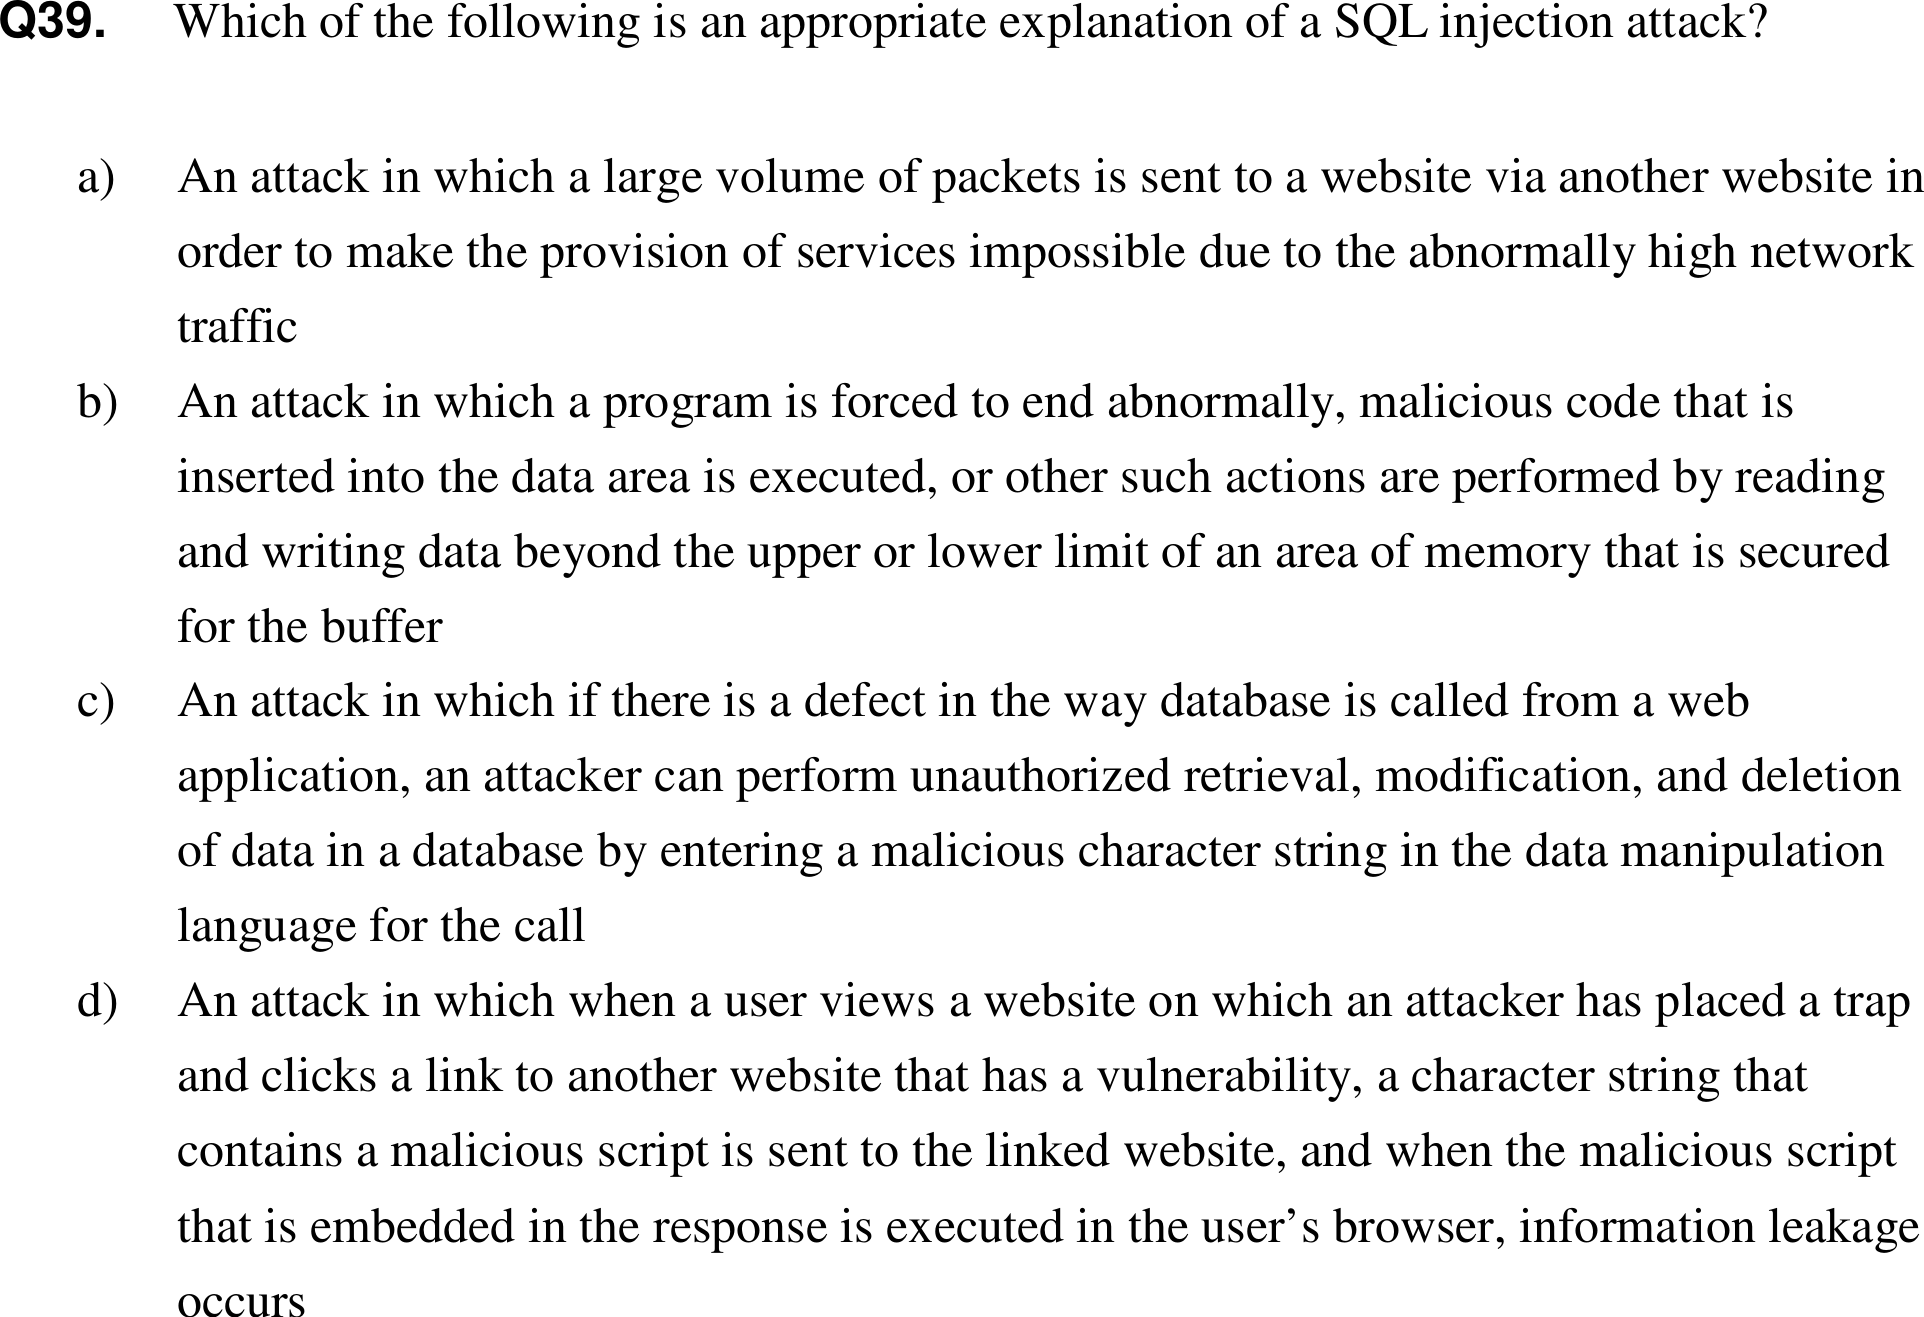 Q39. Which of the following is an appropriate explanation of a SQL injection attack?
a) An attack in which a large volume of packets is sent to a website via another website in
order to make the provision of services impossible due to the abnormally high network
traffic
b) An attack in which a program is forced to end abnormally, malicious code that is
inserted into the data area is executed, or other such actions are performed by reading
and writing data beyond the upper or lower limit of an area of memory that is secured
for the buffer
c) An attack in which if there is a defect in the way database is called from a web
application, an attacker can perform unauthorized retrieval, modification, and deletion
of data in a database by entering a malicious character string in the data manipulation
language for the call
d) An attack in which when a user views a website on which an attacker has placed a trap
and clicks a link to another website that has a vulnerability, a character string that
contains a malicious script is sent to the linked website, and when the malicious script
that is embedded in the response is executed in the user’s browser, information leakage
occurs